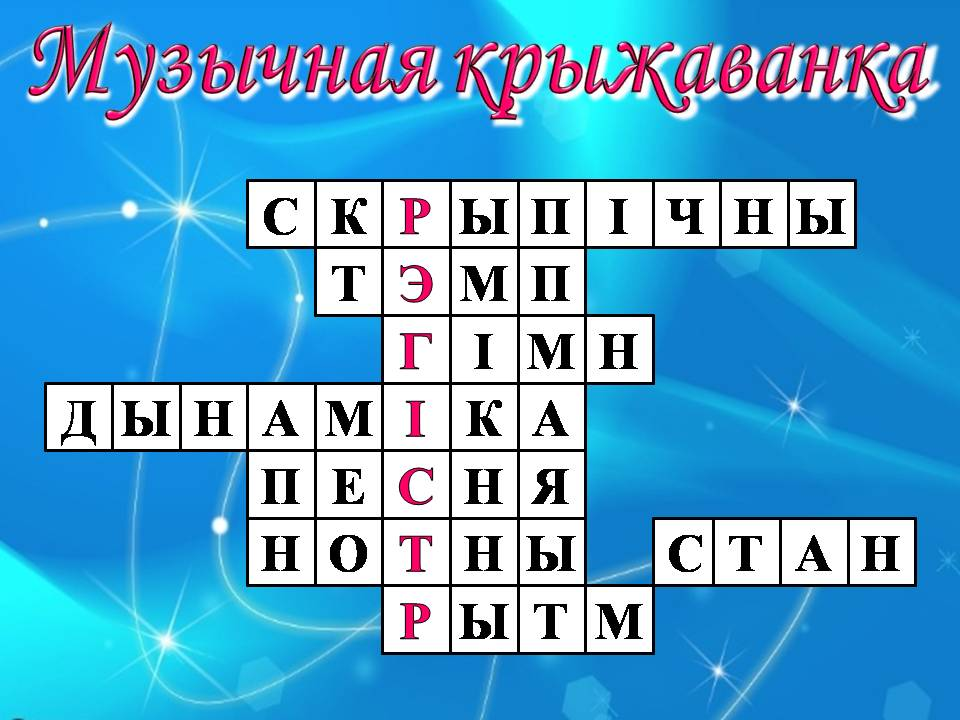 Музычная крыжаванка
СКРЫПІЧНЫ
ТЭМП
ГІМН
ДЫНАМІКА
ПЕСНЯ
НОТНЫ СТАН
РЫТМ